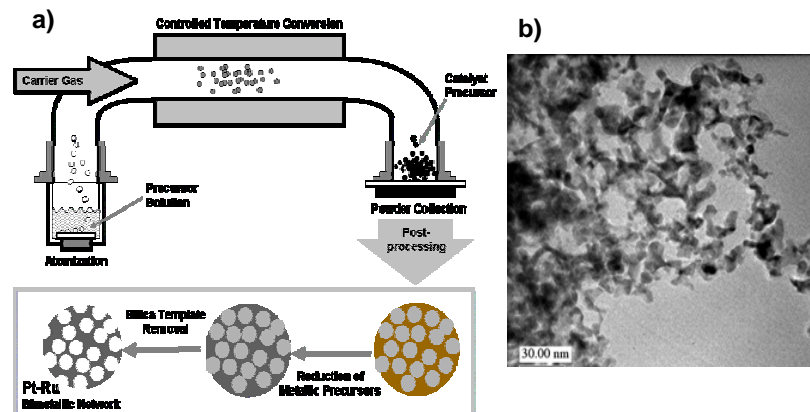 a)
Controlled Temperature Conversion
b)
Carrier Gas
Catalyst
Precursor
Precursor
Solution
Powder Collection
Atomization
Post-
processing
Silica Template
Removal
Pt-Ru
Bimetallic Network
Reduction of
Metallic Precursors
30.00 nm